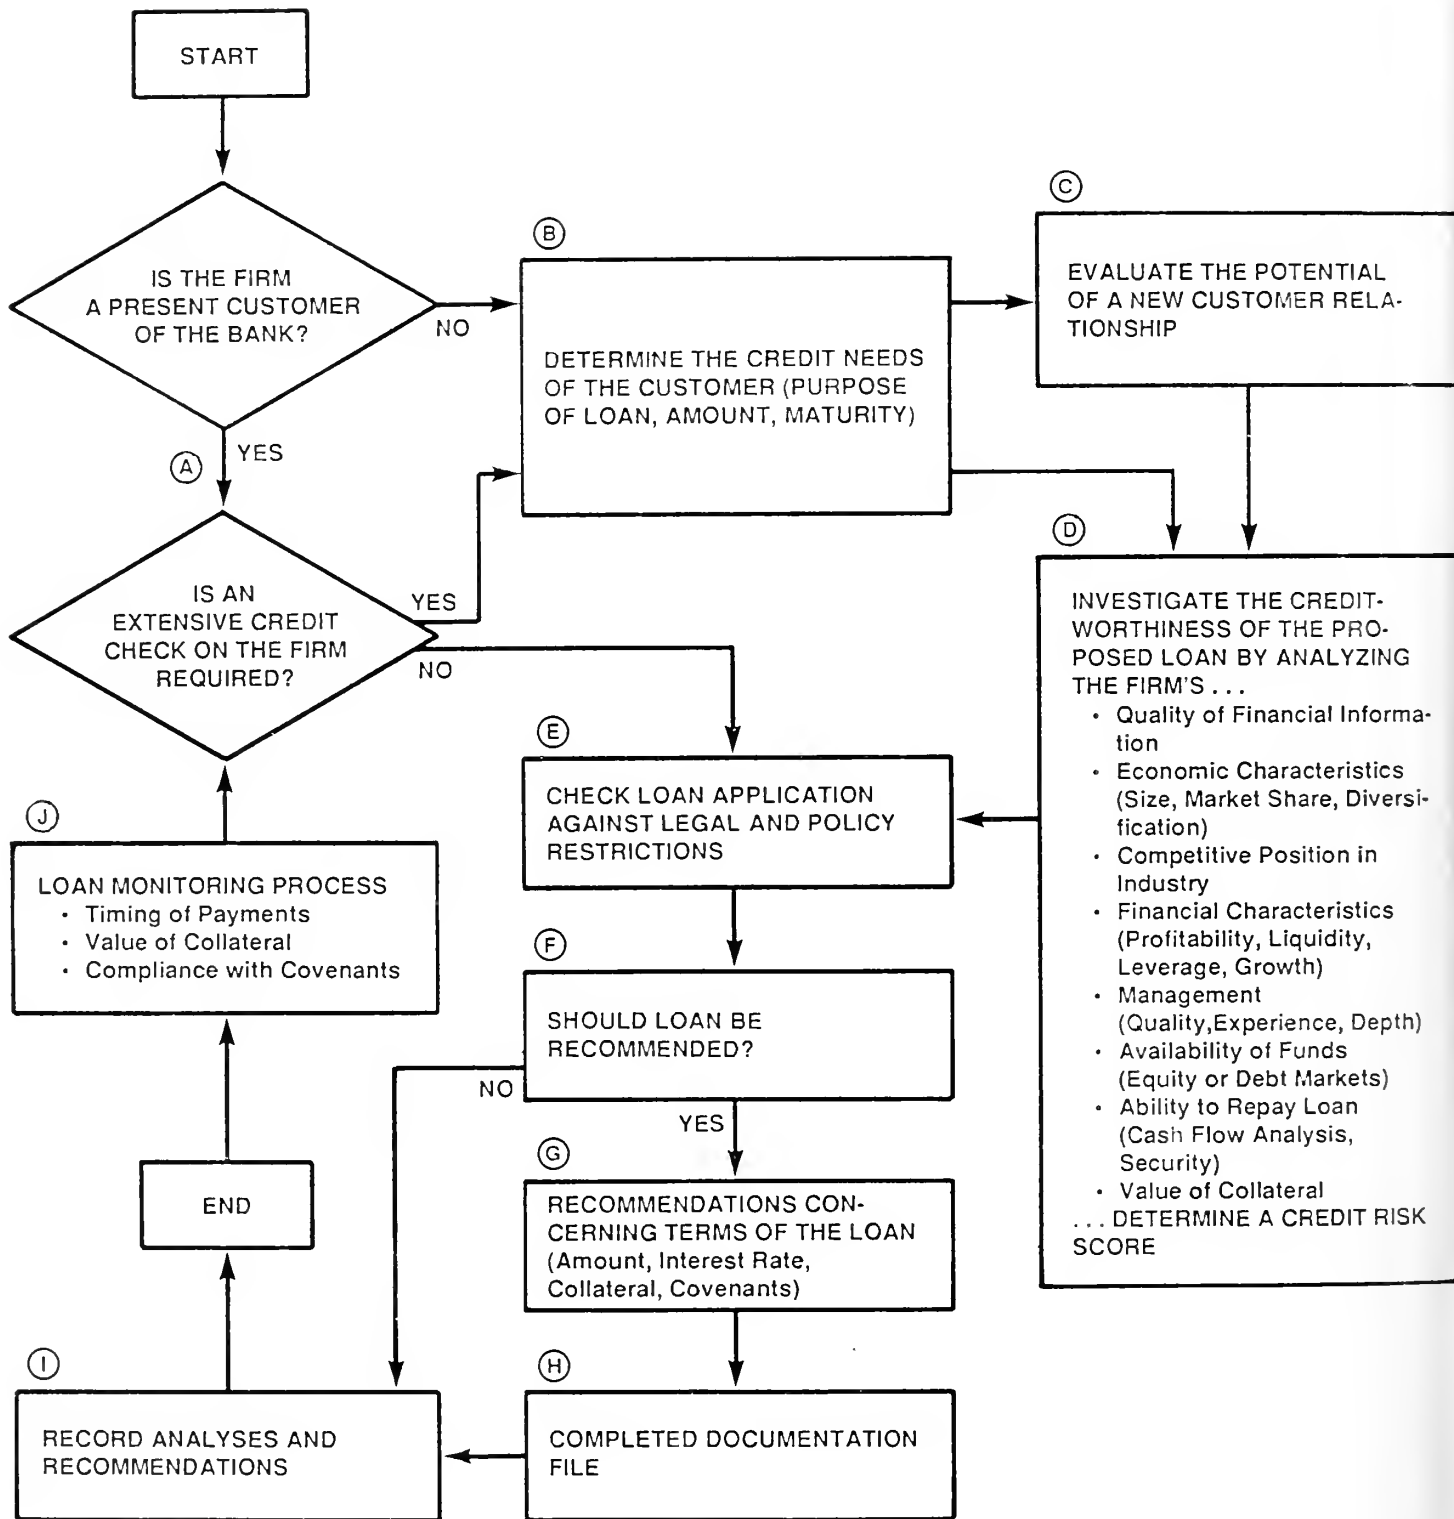 START
IS THE FIRM
A PRESENT CUSTOMER
OF THE BANK?
NO
YES
A
B
DETERMINE THE CREDIT NEEDS
OF THE CUSTOMER (PURPOSE
OF LOAN, AMOUNT, MATURITY)
C
EVALUATE THE POTENTIAL
OF A NEW CUSTOMER RELA-
TIONSHIP
IS AN
EXTENSIVE CREDIT
CHECK ON THE FIRM
REQUIRED?
YES
NO
D
INVESTIGATE THE CREDIT-
WORTHINESS OF THE PRO-
POSED LOAN BY ANALYZING
THE FIRM'S ...
• Quality of Financial Informa-
tion
• Economic Characteristics
(Size, Market Share, Diversi-
fication)
• Competitive Position in
Industry
• Financial Characteristics
(Profitability, Liquidity,
Leverage, Growth)
• Management
(Quality,Experience, Depth)
• Availability of Funds
(Equity or Debt Markets)
• Ability to Repay Loan
(Cash Flow Analysis,
Security)
• Value of Collateral
... DETERMINE A CREDIT RISK
SCORE
E
CHECK LOAN APPLICATION
AGAINST LEGAL AND POLICY
RESTRICTIONS
F
SHOULD LOAN BE
RECOMMENDED?
NO
YES
G
RECOMMENDATIONS CON-
CERNING TERMS OF THE LOAN
(Amount, Interest Rate,
Collateral, Covenants)
H
COMPLETED DOCUMENTATION
FILE
I
RECORD ANALYSES AND
RECOMMENDATIONS
END
J
LOAN MONITORING PROCESS
• Timing of Payments
• Value of Collateral
• Compliance with Covenants